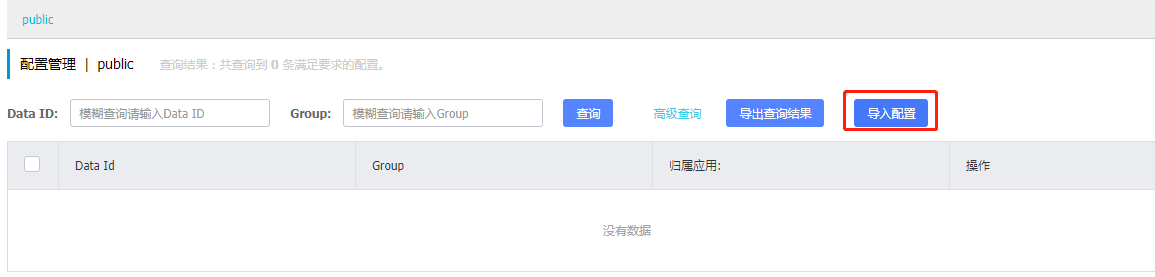 public
配置管理 | public 查询结果：共查询到 0 条满足要求的配置。
Data ID: 模糊查询请输入Data ID Group: 模糊查询请输入Group 查询 高级查询 导出查询结果 导入配置
Data Id Group 归属应用: 操作
没有数据